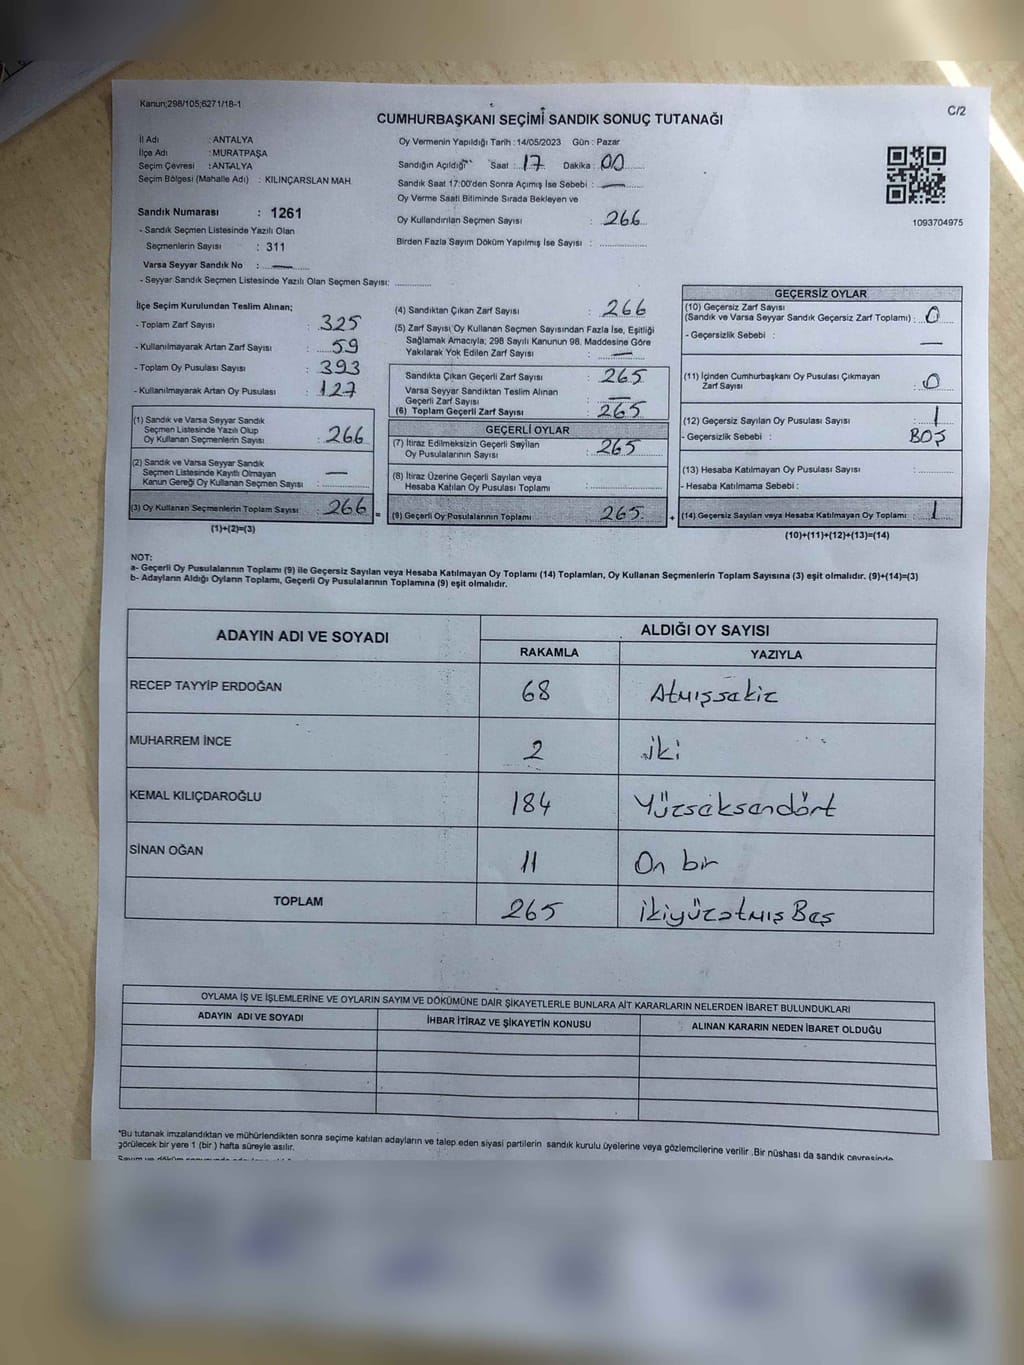 Kanun;298/105;6271/18-1
C/2
CUMHURBAŞKANI SEÇİMİ SANDIK SONUÇ TUTANAĞI
İl Adı : ANTALYA
İlçe Adı : MURATPAŞA
Seçim Çevresi : ANTALYA
Seçim Bölgesi (Mahalle Adı) : KILINÇARSLAN MAH.
Sandık Numarası : 1261
- Sandık Seçmen Listesinde Yazılı Olan
Seçmenlerin Sayısı : 311
Varsa Seyyar Sandık No :
- Seyyar Sandık Seçmen Listesinde Yazılı Olan Seçmen Sayısı:
Oy Vermenin Yapıldığı Tarih : 14/05/2023 Gün : Pazar
Sandığın Açıldığı Saat : 17 Dakika : 00
Sandık Saat 17:00'den Sonra Açımış İse Sebebi : —
Oy Verme Saati Bitiminde Sırada Bekleyen ve
Oy Kullandırılan Seçmen Sayısı : 266
Birden Fazla Sayım Döküm Yapılmış İse Sayısı :
1093704975
İlçe Seçim Kurulundan Teslim Alınan;
- Toplam Zarf Sayısı : 325
- Kullanılmayarak Artan Zarf Sayısı : 59
- Toplam Oy Pusulası Sayısı : 393
- Kullanılmayarak Artan Oy Pusulası : 127
(1) Sandık ve Varsa Seyyar Sandık
Seçmen Listesinde Yazılı Olup
Oy Kullanan Seçmenlerin Sayısı : 266
(2) Sandık ve Varsa Seyyar Sandık
Seçmen Listesinde Kayıtlı Olmayan
Kanun Gereği Oy Kullanan Seçmen Sayısı : —
(3) Oy Kullanan Seçmenlerin Toplam Sayısı : 266 =
(1)+(2)=(3)
(4) Sandıktan Çıkan Zarf Sayısı : 266
(5) Zarf Sayısı Oy Kullanan Seçmen Sayısından Fazla İse, Eşitliği
Sağlamak Amacıyla; 298 Sayılı Kanunun 98. Maddesine Göre
Yakılarak Yok Edilen Zarf Sayısı : —
Sandıkta Çıkan Geçerli Zarf Sayısı : 265
Varsa Seyyar Sandıktan Teslim Alınan
Geçerli Zarf Sayısı : —
(6) Toplam Geçerli Zarf Sayısı : 265
GEÇERLİ OYLAR
(7) İtiraz Edilmeksizin Geçerli Sayılan
Oy Pusulalarının Sayısı : 265
(8) İtiraz Üzerine Geçerli Sayılan veya
Hesaba Katılan Oy Pusulası Toplamı :
(9) Geçerli Oy Pusulalarının Toplamı : 265 +
GEÇERSİZ OYLAR
(10) Geçersiz Zarf Sayısı
(Sandık ve Varsa Seyyar Sandık Geçersiz Zarf Toplamı) : 0
- Geçersizlik Sebebi : —
(11) İçinden Cumhurbaşkanı Oy Pusulası Çıkmayan
Zarf Sayısı : 0
(12) Geçersiz Sayılan Oy Pusulası Sayısı : 1
- Geçersizlik Sebebi : BOŞ
(13) Hesaba Katılmayan Oy Pusulası Sayısı :
- Hesaba Katılmama Sebebi :
(14) Geçersiz Sayılan veya Hesaba Katılmayan Oy Toplamı : 1
(10)+(11)+(12)+(13)=(14)
NOT:
a- Geçerli Oy Pusulalarının Toplamı (9) ile Geçersiz Sayılan veya Hesaba Katılmayan Oy Toplamı (14) Toplamları, Oy Kullanan Seçmenlerin Toplam Sayısına (3) eşit olmalıdır. (9)+(14)=(3)
b- Adayların Aldığı Oyların Toplamı, Geçerli Oy Pusulalarının Toplamına (9) eşit olmalıdır.
ADAYIN ADI VE SOYADI ALDIĞI OY SAYISI
RAKAMLA YAZIYLA
RECEP TAYYİP ERDOĞAN 68 Atmışsekiz
MUHARREM İNCE 2 iki
KEMAL KILIÇDAROĞLU 184 Yüzseksendört
SİNAN OĞAN 11 On bir
TOPLAM 265 ikiyüzatmış Beş
OYLAMA İŞ VE İŞLEMLERİNE VE OYLARIN SAYIM VE DÖKÜMÜNE DAİR ŞİKAYETLERLE BUNLARA AİT KARARLARIN NELERDEN İBARET BULUNDUKLARI
ADAYIN ADI VE SOYADI İHBAR İTİRAZ VE ŞİKAYETİN KONUSU ALINAN KARARIN NEDEN İBARET OLDUĞU
*Bu tutanak imzalandıktan ve mühürlendikten sonra seçime katılan adayların ve talep eden siyasi partilerin sandık kurulu üyelerine veya gözlemcilerine verilir .Bir nüshası da sandık çevresinde
görülecek bir yere 1 (bir ) hafta süreyle asılır.